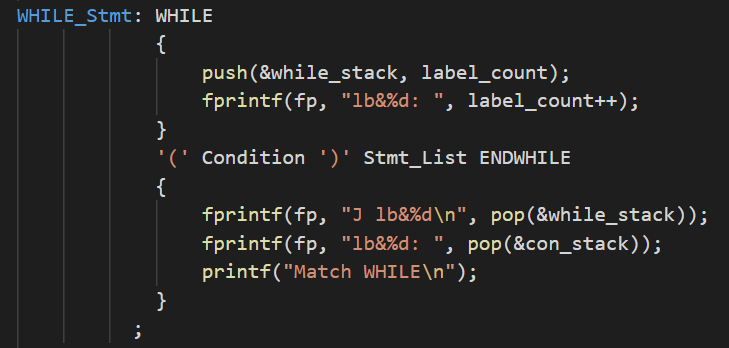 WHILE_Stmt: WHILE
{
push(&while_stack, label_count);
fprintf(fp, "lb&%d: ", label_count++);
}
'(' Condition ')' Stmt_List ENDWHILE
{
fprintf(fp, "J lb&%d\n", pop(&while_stack));
fprintf(fp, "lb&%d: ", pop(&con_stack));
printf("Match WHILE\n");
}
;